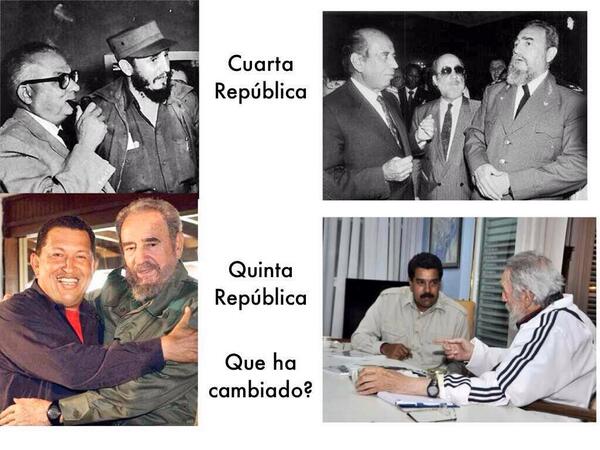 Cuarta
República
Quinta
República
Que ha
cambiado?